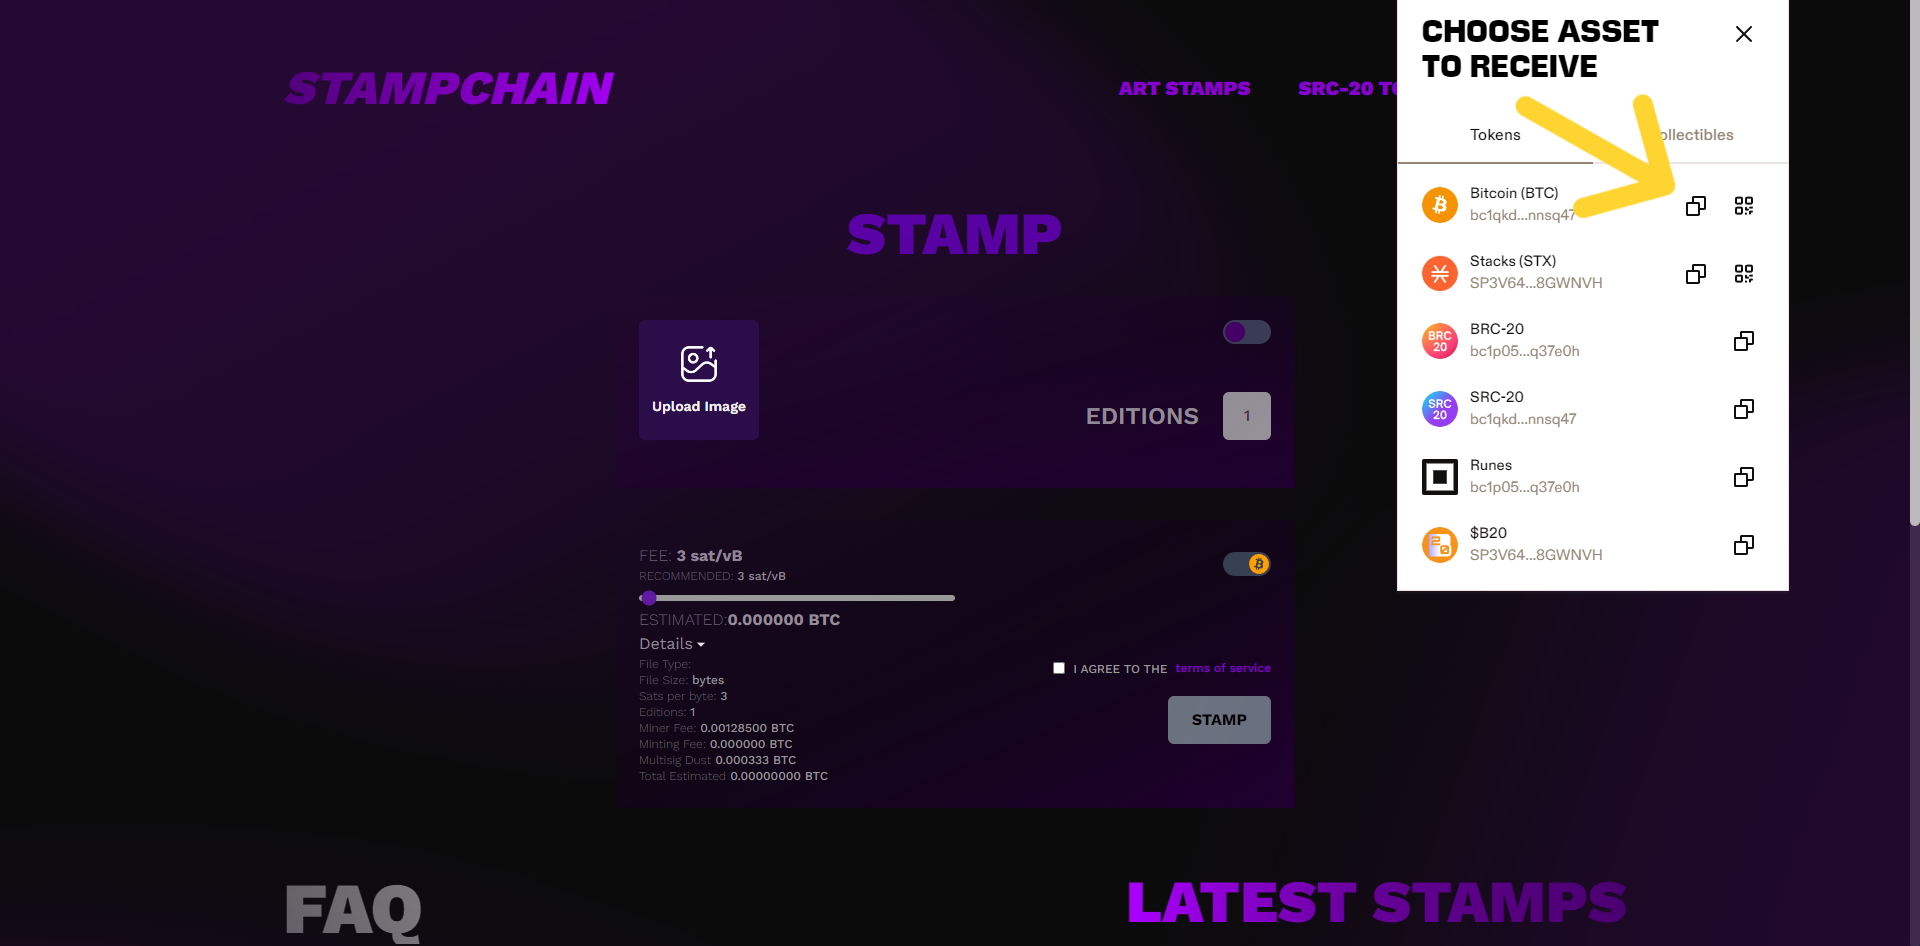 STAMPCHAIN
ART STAMPS
SRC-20
STAMP
Upload Image
EDITIONS
1
FEE: 3 sat/vB
RECOMMENDED: 3 sat/vB
ESTIMATED:0.000000 BTC
Details
File Type:
File Size: bytes
Sats per byte: 3
Editions: 1
Miner Fee: 0.00128500 BTC
Minting Fee: 0.000000 BTC
Multisig Dust 0.000333 BTC
Total Estimated 0.00000000 BTC
I AGREE TO THE terms of service
STAMP
FAQ
LATEST STAMPS
CHOOSE ASSET
TO RECEIVE
Tokens
ollectibles
Bitcoin (BTC)
bc1qkd...nnsq47
Stacks (STX)
SP3V64...8GWNVH
BRC
20
BRC-20
bc1p05...q37e0h
SRC
20
SRC-20
bc1qkd...nnsq47
Runes
bc1p05...q37e0h
20
$B20
SP3V64...8GWNVH